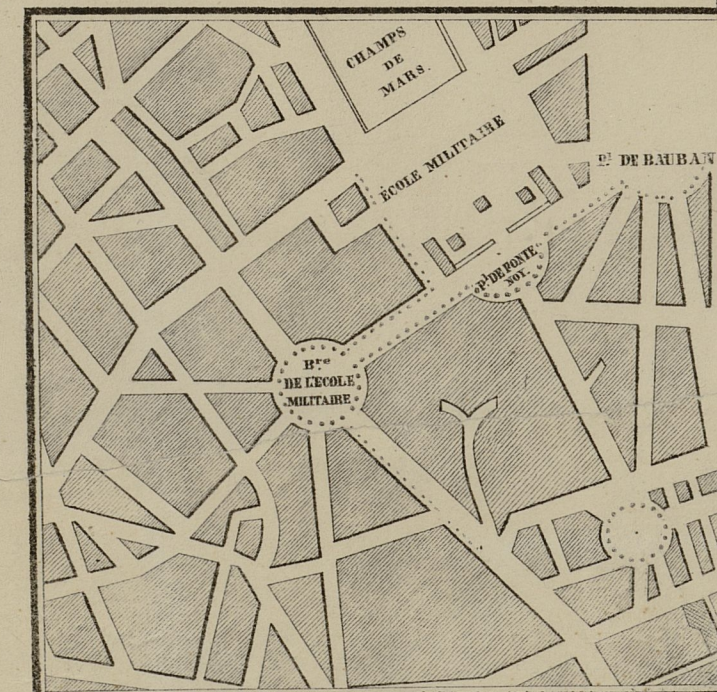 CHAMPS
DE
MARS.
ÉCOLE MILITAIRE
Pl. DE BAUBAN
Pl. DE FONTE
NOY.
Bre
DE L'ECOLE
MILITAIRE